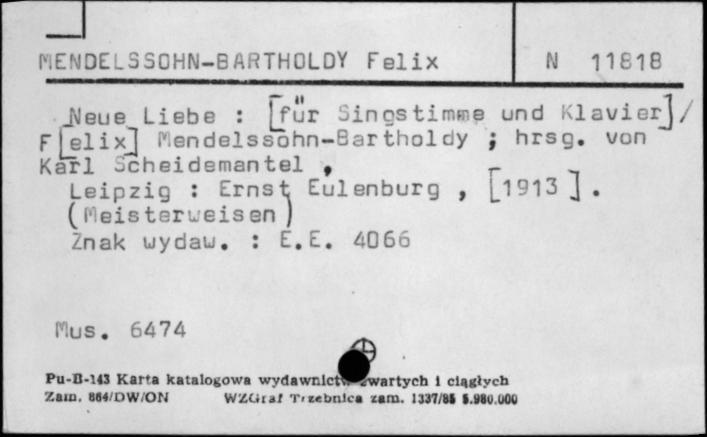 MENDELSSOHN-BARTHOLDY Felix N 11818
Neue Liebe : [für Singstimme und Klavier]/
F[elix] Mendelssohn-Bartholdy ; hrsg. von
Karl Scheidemantel ,
Leipzig : Ernst Eulenburg , [1913] .
(Meisterweisen)
Znak wydaw. : E.E. 4066
Mus. 6474
Pu-B-143 Karta katalogowa wydawnictw zwartych i ciągłych
Zam. 864/DW/ON WZGraf Trzebnica zam. 1337/85 5.980.000